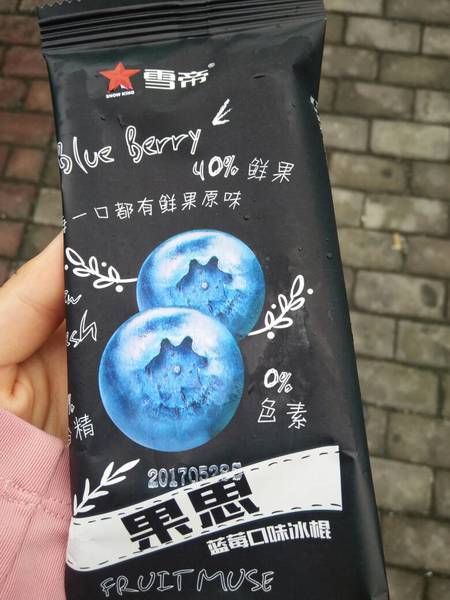 雪帝®
SNOW KING
Blue Berry
40% 鲜果
一口都有鲜果原味
0%
色素
精
20170528
果思
蓝莓口味冰棍
FRUIT MUSE